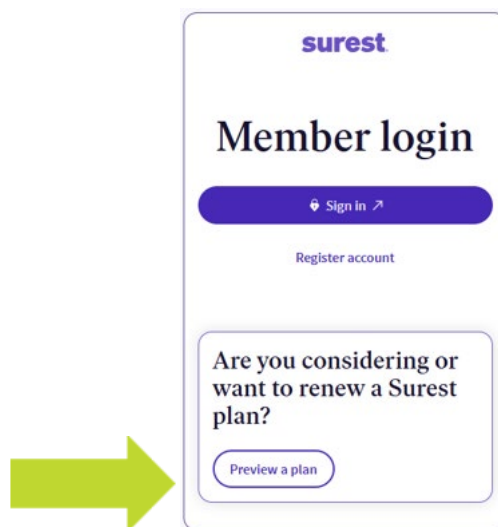 surest
Member login
Sign in ↗
Register account
Are you considering or
want to renew a Surest
plan?
Preview a plan